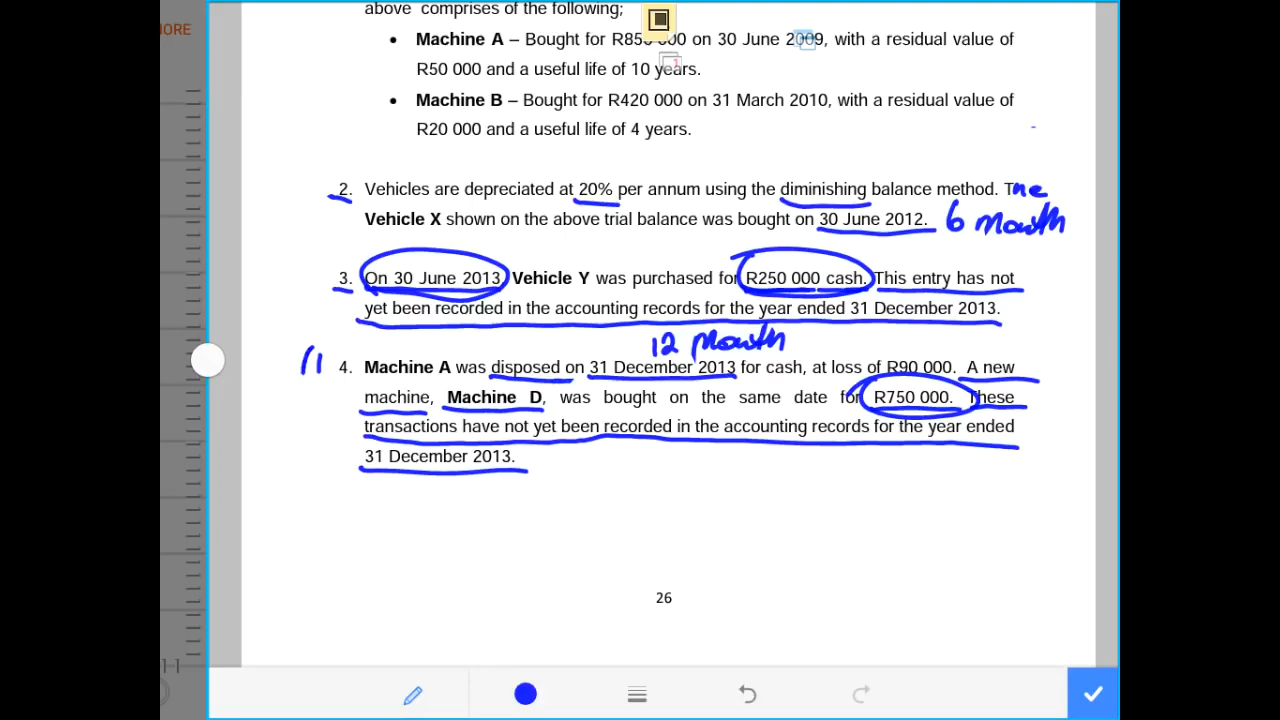 ORE
above comprises of the following;
• Machine A – Bought for R850 000 on 30 June 2009, with a residual value of
R50 000 and a useful life of 10 years.
• Machine B – Bought for R420 000 on 31 March 2010, with a residual value of
R20 000 and a useful life of 4 years.
2. Vehicles are depreciated at 20% per annum using the diminishing balance method. The
Vehicle X shown on the above trial balance was bought on 30 June 2012. 6 month
3. On 30 June 2013, Vehicle Y was purchased for R250 000 cash. This entry has not
yet been recorded in the accounting records for the year ended 31 December 2013.
12 month
4. Machine A was disposed on 31 December 2013 for cash, at loss of R90 000. A new
machine, Machine D, was bought on the same date for R750 000. These
transactions have not yet been recorded in the accounting records for the year ended
31 December 2013.
26